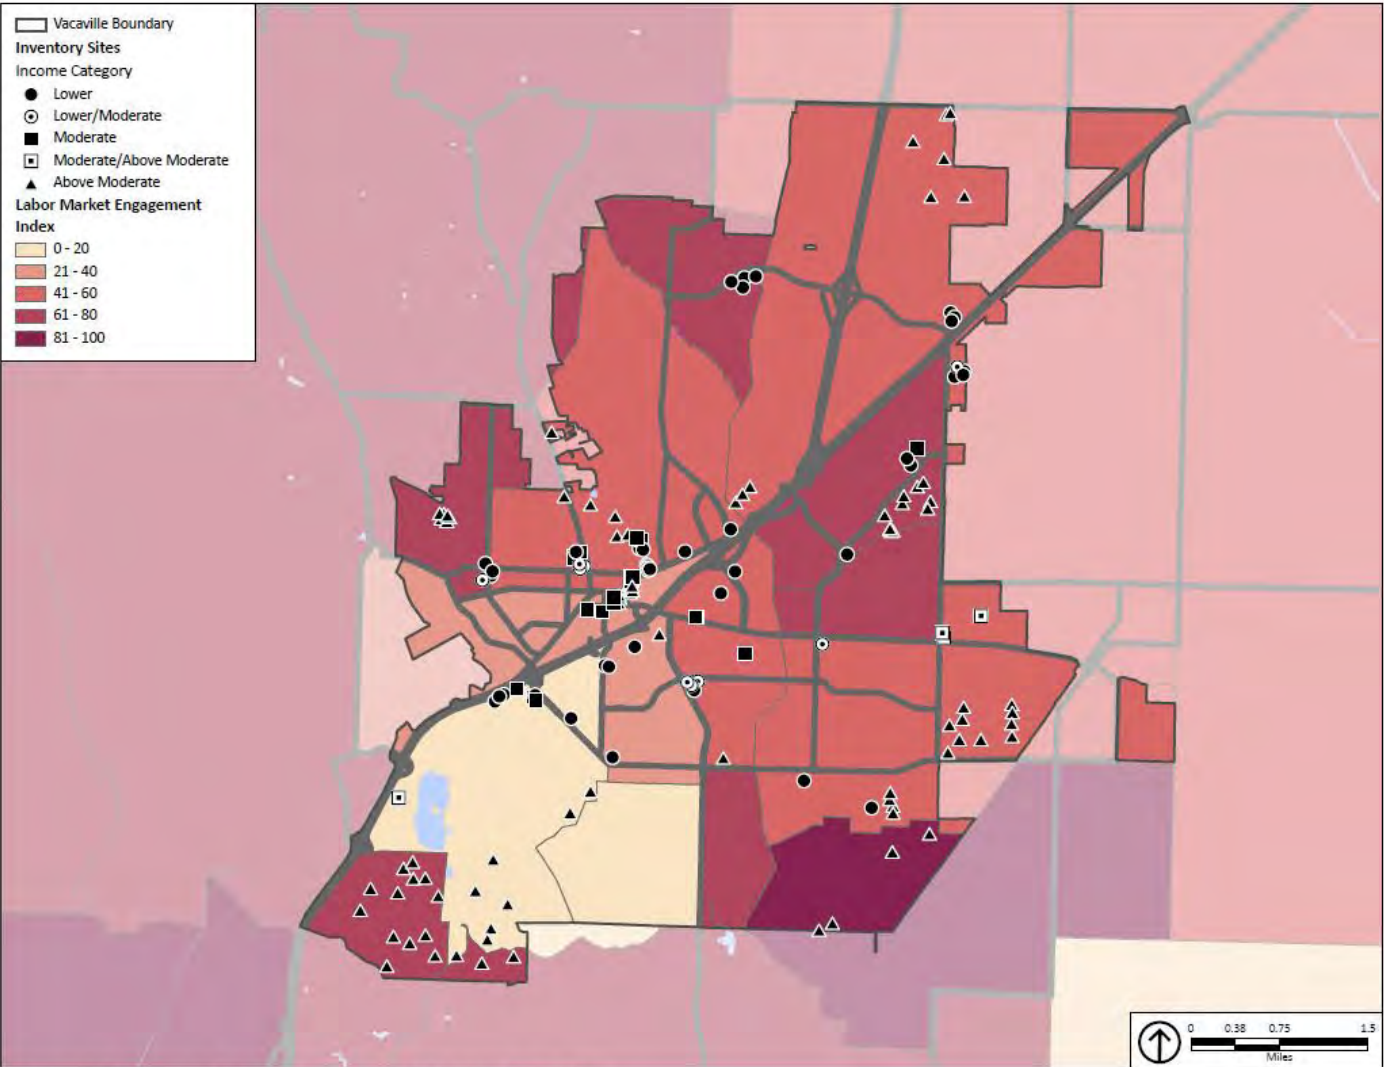 Vacaville Boundary
Inventory Sites
Income Category
Lower
Lower/Moderate
Moderate
Moderate/Above Moderate
Above Moderate
Labor Market Engagement
Index
0 - 20
21 - 40
41 - 60
61 - 80
81 - 100
0 0.38 0.75 1.5
Miles